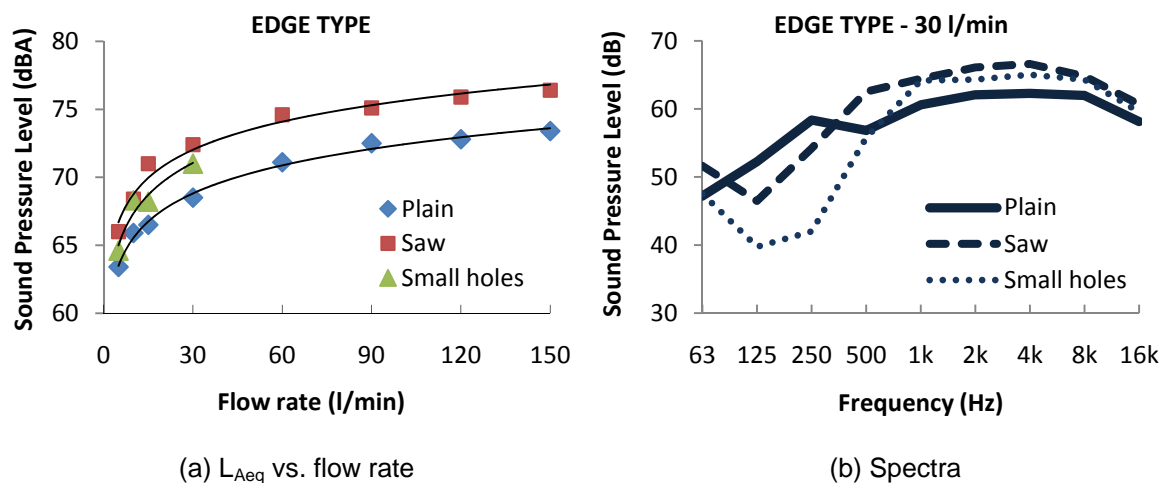 EDGE TYPE
Sound Pressure Level (dBA)
80
75
70
65
60
Plain
Saw
Small holes
0 30 60 90 120 150
Flow rate (l/min)
(a) LAeq vs. flow rate
EDGE TYPE - 30 l/min
Sound Pressure Level (dB)
70
60
50
40
30
Plain
Saw
Small holes
63 125 250 500 1k 2k 4k 8k 16k
Frequency (Hz)
(b) Spectra